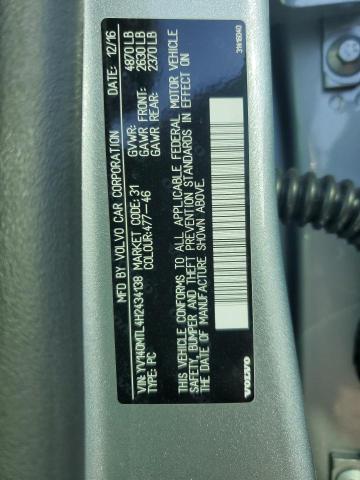 MFD BY VOLVO CAR CORPORATION DATE: 12/16
GVWR: 4870 LB
GAWR FRONT: 2630 LB
GAWR REAR: 2370 LB
VIN: YV140MTL4H2434138 MARKET CODE: 31
TYPE: PC COLOUR: 477-46
THIS VEHICLE CONFORMS TO ALL APPLICABLE FEDERAL MOTOR VEHICLE
SAFETY, BUMPER AND THEFT PREVENTION STANDARDS IN EFFECT ON
THE DATE OF MANUFACTURE SHOWN ABOVE.
VOLVO